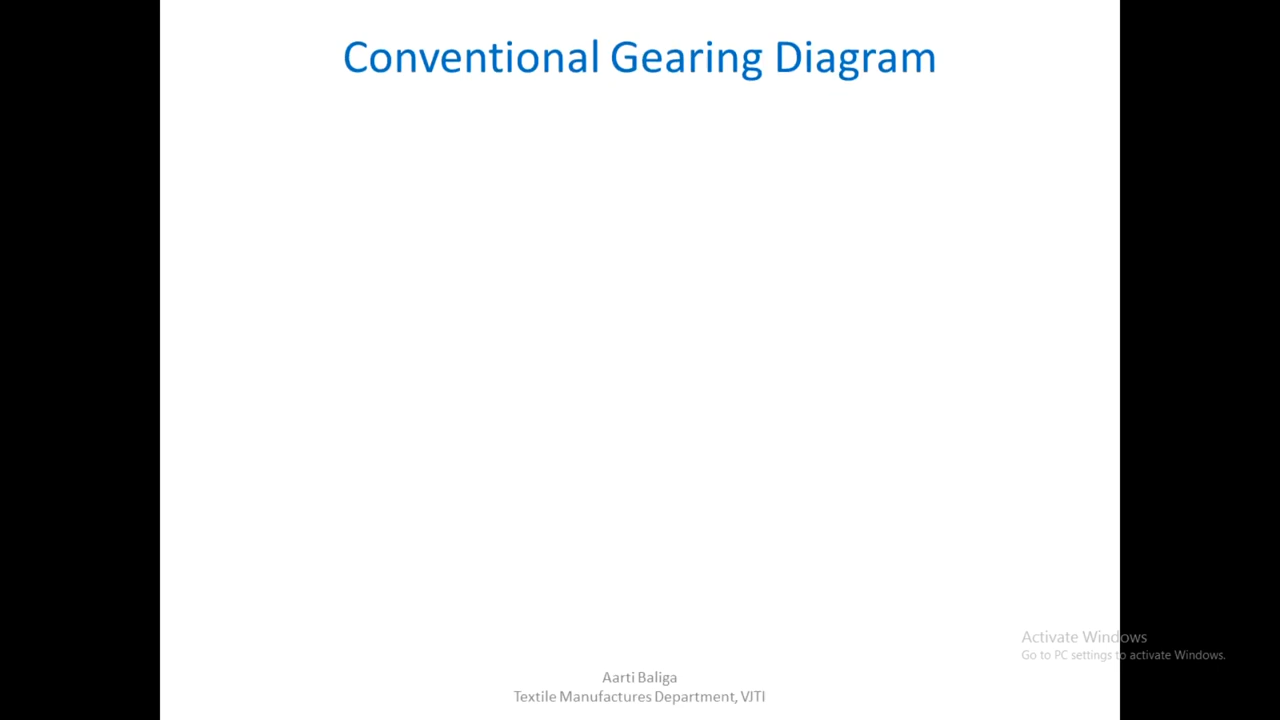 Conventional Gearing Diagram
Activate Windows
Go to PC settings to activate Windows.
Aarti Baliga
Textile Manufactures Department, VJTI